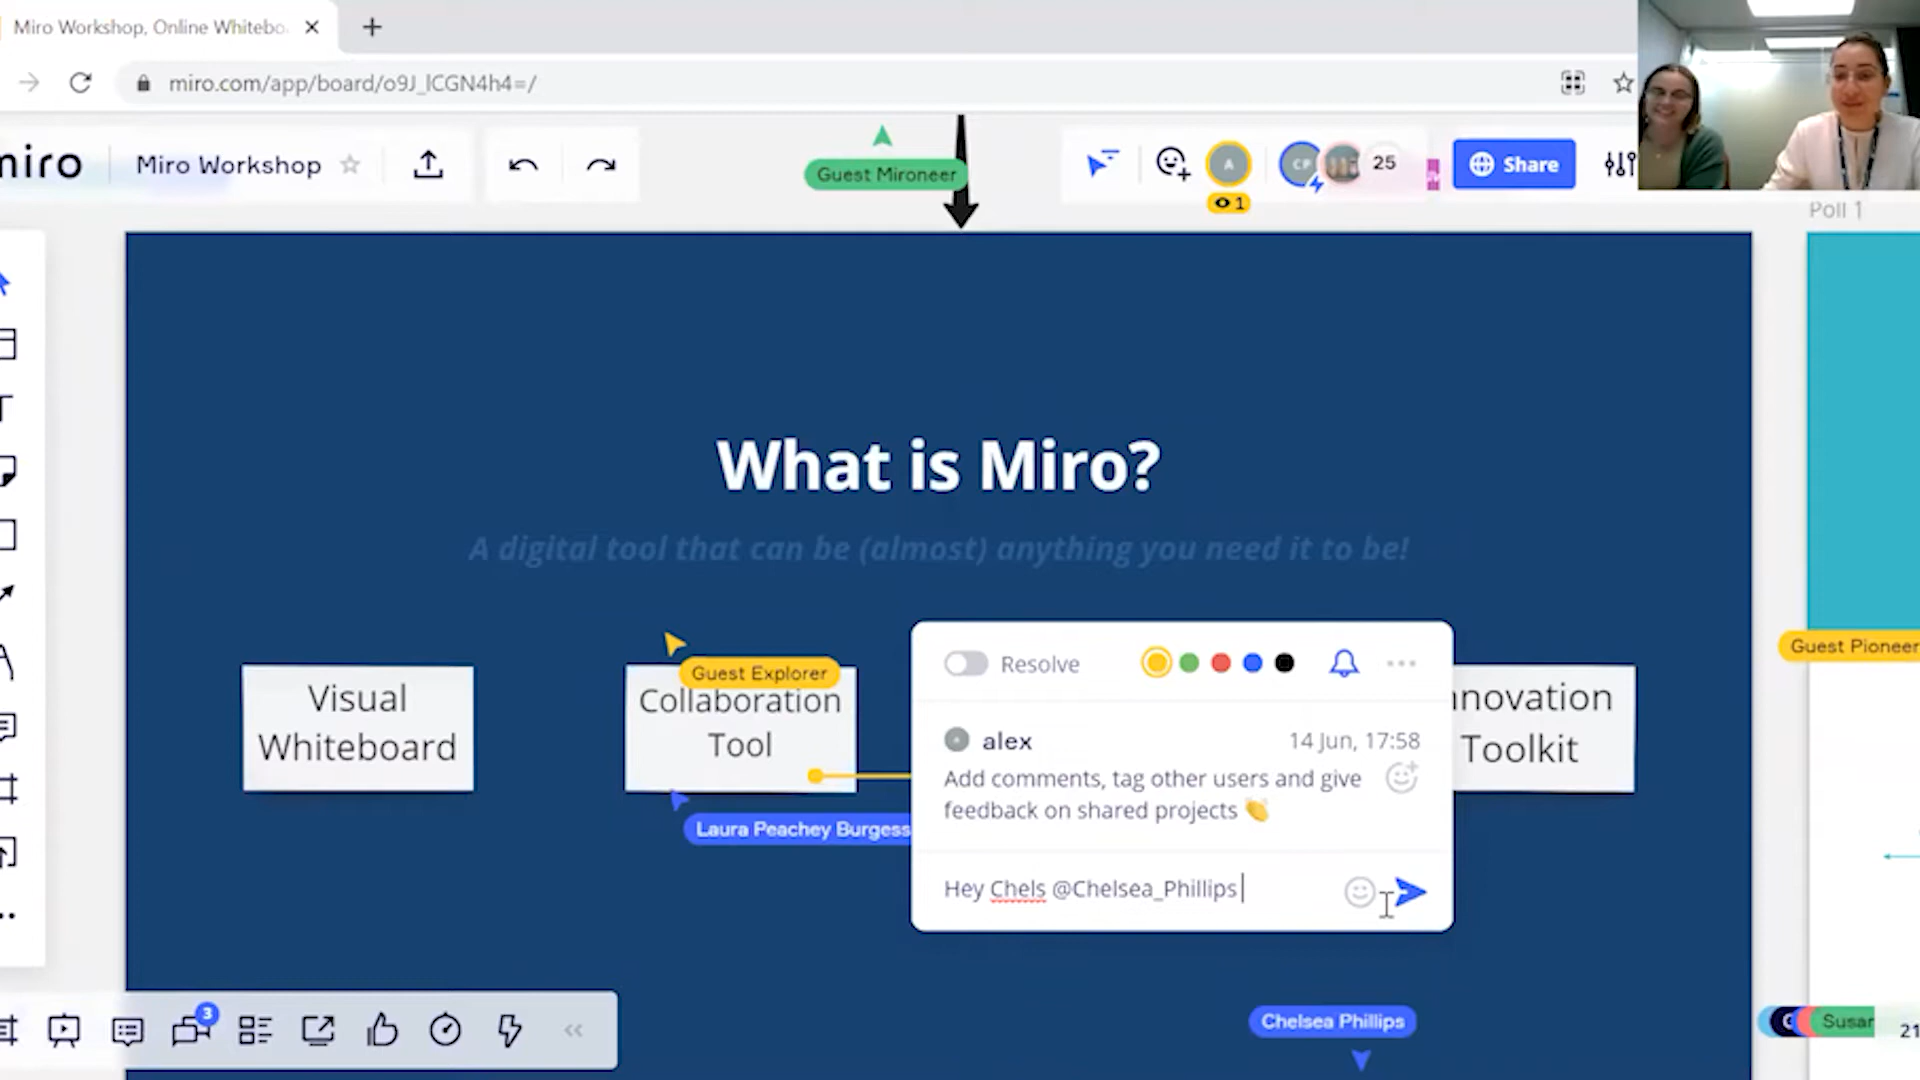 Miro Workshop, Online Whitebo
miro.com/app/board/o9J_lCGN4h4=/
miro
Miro Workshop
Guest Mironeer
A
1
CP
25
Share
Poll 1
What is Miro?
A digital tool that can be (almost) anything you need it to be!
Visual
Whiteboard
Guest Explorer
Collaboration
Tool
Laura Peachey Burgess
Resolve
alex
14 Jun, 17:58
Add comments, tag other users and give
feedback on shared projects 👏
Hey Chels @Chelsea_Phillips
nnovation
Toolkit
Guest Pioneer
3
Chelsea Phillips
Susar
21